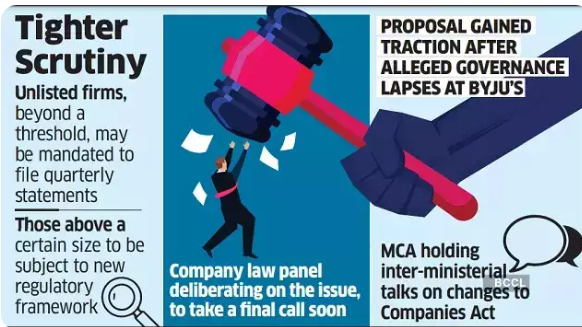 Tighter
Scrutiny
Unlisted firms,
beyond a
threshold, may
be mandated to
file quarterly
statements
Those above a
certain size to be
subject to new
regulatory
framework
Company law panel
deliberating on the issue,
to take a final call soon
PROPOSAL GAINED
TRACTION AFTER
ALLEGED GOVERNANCE
LAPSES AT BYJU'S
MCA holding
inter-ministerial
talks on changes to
Companies Act
BCCL